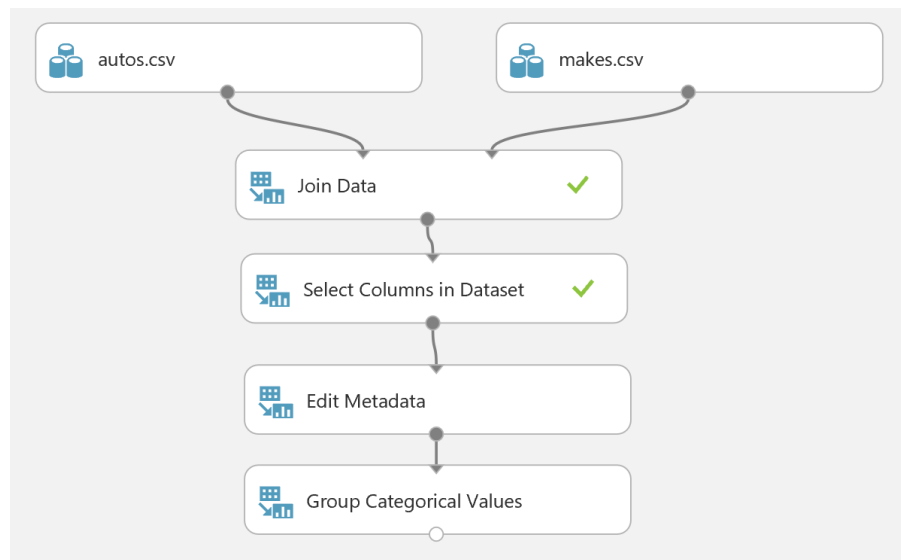 autos.csv
makes.csv
Join Data
Select Columns in Dataset
Edit Metadata
Group Categorical Values